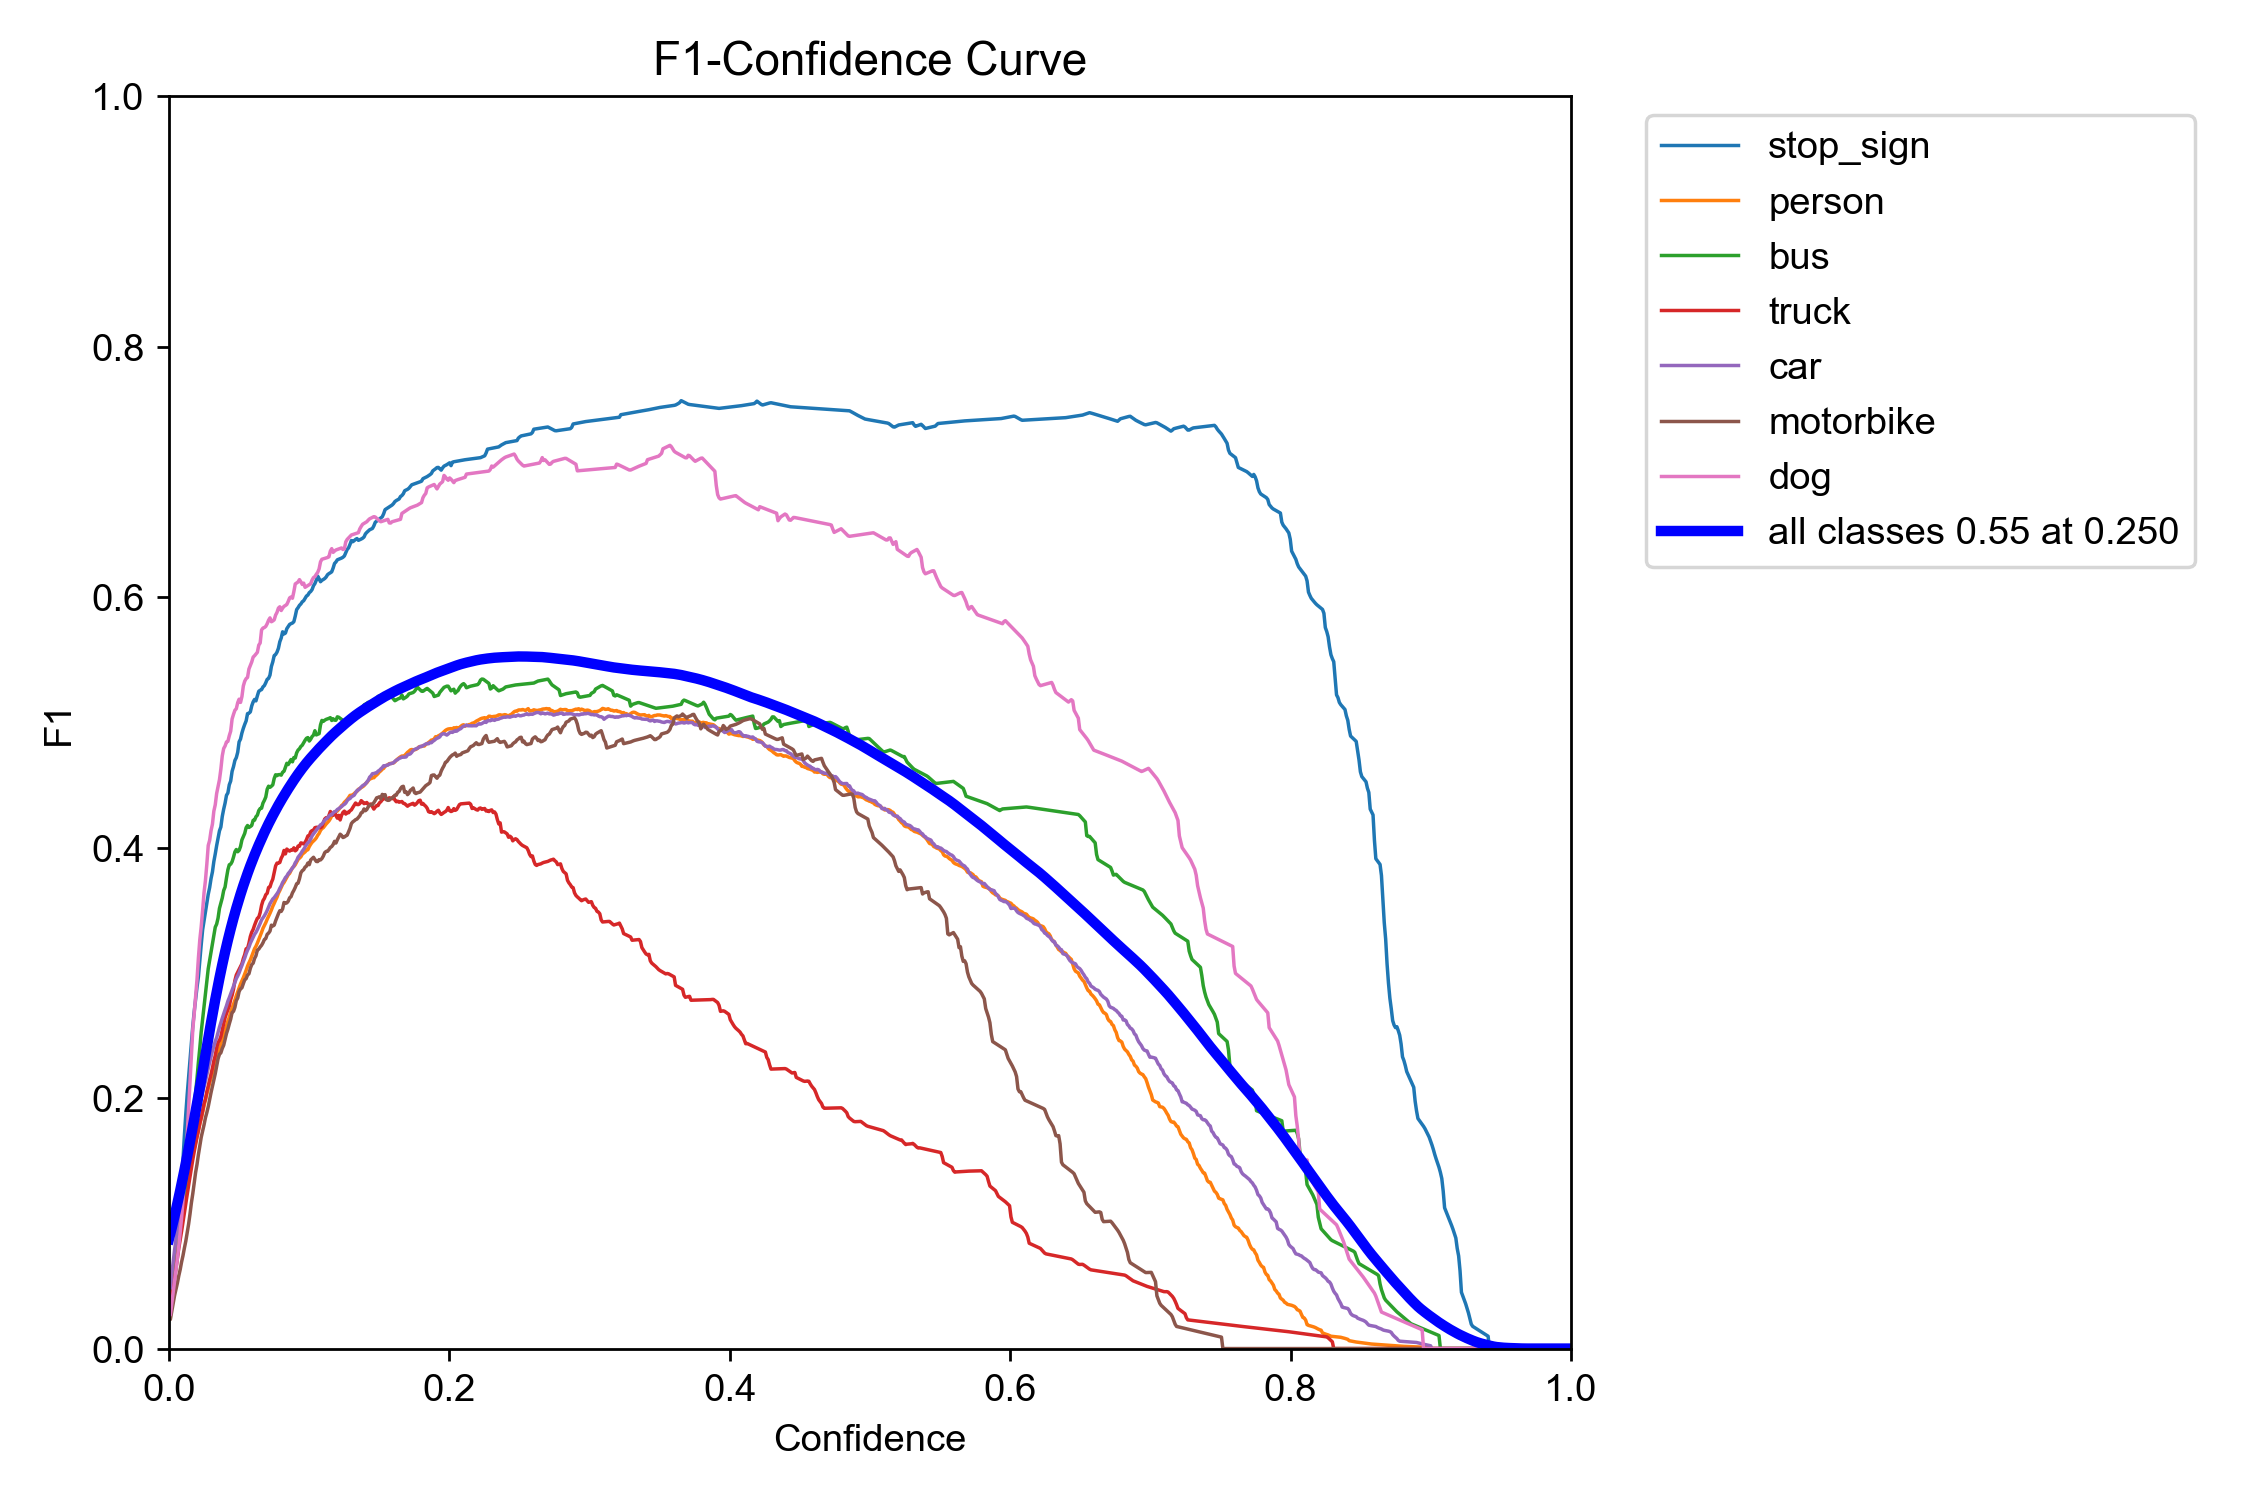 F1-Confidence Curve
1.0
0.8
0.6
0.4
0.2
0.0
F1
0.0 0.2 0.4 0.6 0.8 1.0
Confidence
stop_sign
person
bus
truck
car
motorbike
dog
all classes 0.55 at 0.250